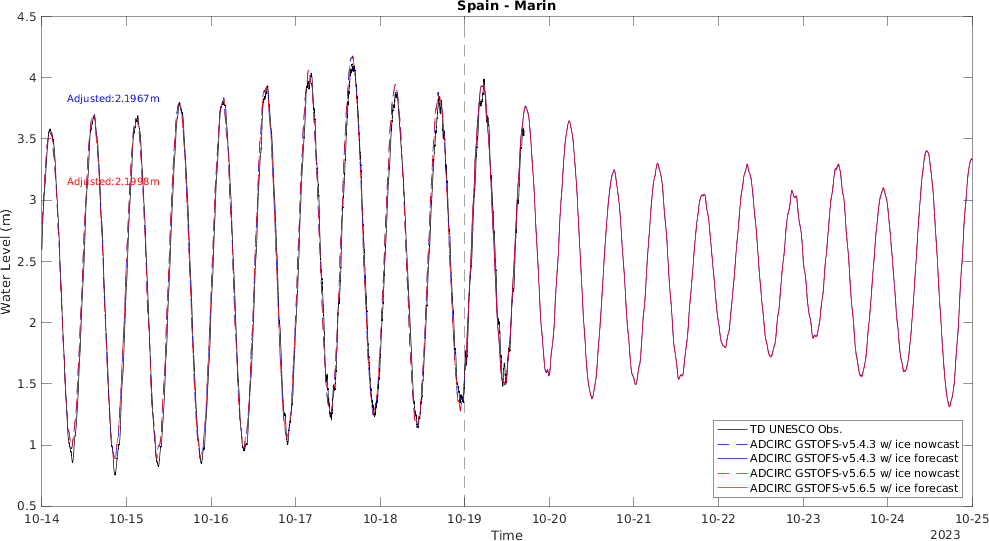 Spain - Marin
4.5
4
3.5
3
2.5
2
1.5
1
0.5
Water Level (m)
Adjusted:2.1967m
Adjusted:2.1998m
TD UNESCO Obs.
ADCIRC GSTOFS-v5.4.3 w/ ice nowcast
ADCIRC GSTOFS-v5.4.3 w/ ice forecast
ADCIRC GSTOFS-v5.6.5 w/ ice nowcast
ADCIRC GSTOFS-v5.6.5 w/ ice forecast
10-14 10-15 10-16 10-17 10-18 10-19 10-20 10-21 10-22 10-23 10-24 10-25
Time
2023